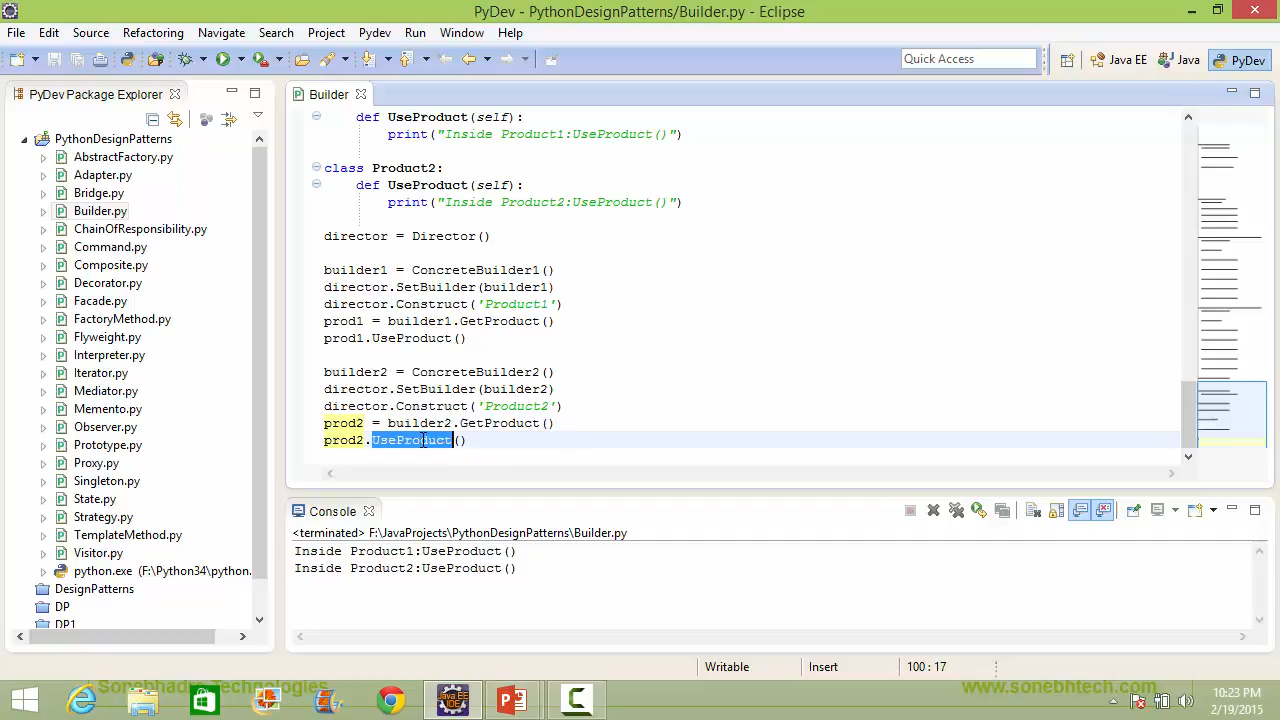 PyDev - PythonDesignPatterns/Builder.py - Eclipse
File Edit Source Refactoring Navigate Search Project Pydev Run Window Help
Quick Access
Java EE
Java
PyDev
PyDev Package Explorer
PythonDesignPatterns
AbstractFactory.py
Adapter.py
Bridge.py
Builder.py
ChainOfResponsibility.py
Command.py
Composite.py
Decorator.py
Facade.py
FactoryMethod.py
Flyweight.py
Interpreter.py
Iterator.py
Mediator.py
Memento.py
Observer.py
Prototype.py
Proxy.py
Singleton.py
State.py
Strategy.py
TemplateMethod.py
Visitor.py
python.exe (F:\Python34\python.
DesignPatterns
DP
DP1
Builder
def UseProduct(self):
print("Inside Product1:UseProduct()")
class Product2:
def UseProduct(self):
print("Inside Product2:UseProduct()")
director = Director()
builder1 = ConcreteBuilder1()
director.SetBuilder(builder1)
director.Construct('Product1')
prod1 = builder1.GetProduct()
prod1.UseProduct()
builder2 = ConcreteBuilder2()
director.SetBuilder(builder2)
director.Construct('Product2')
prod2 = builder2.GetProduct()
prod2.UseProduct()
Console
<terminated> F:\JavaProjects\PythonDesignPatterns\Builder.py
Inside Product1:UseProduct()
Inside Product2:UseProduct()
Writable
Insert
100 : 17
Sonebhadra Technologies
www.sonebhtech.com
Java EE
IDE
10:23 PM
2/19/2015